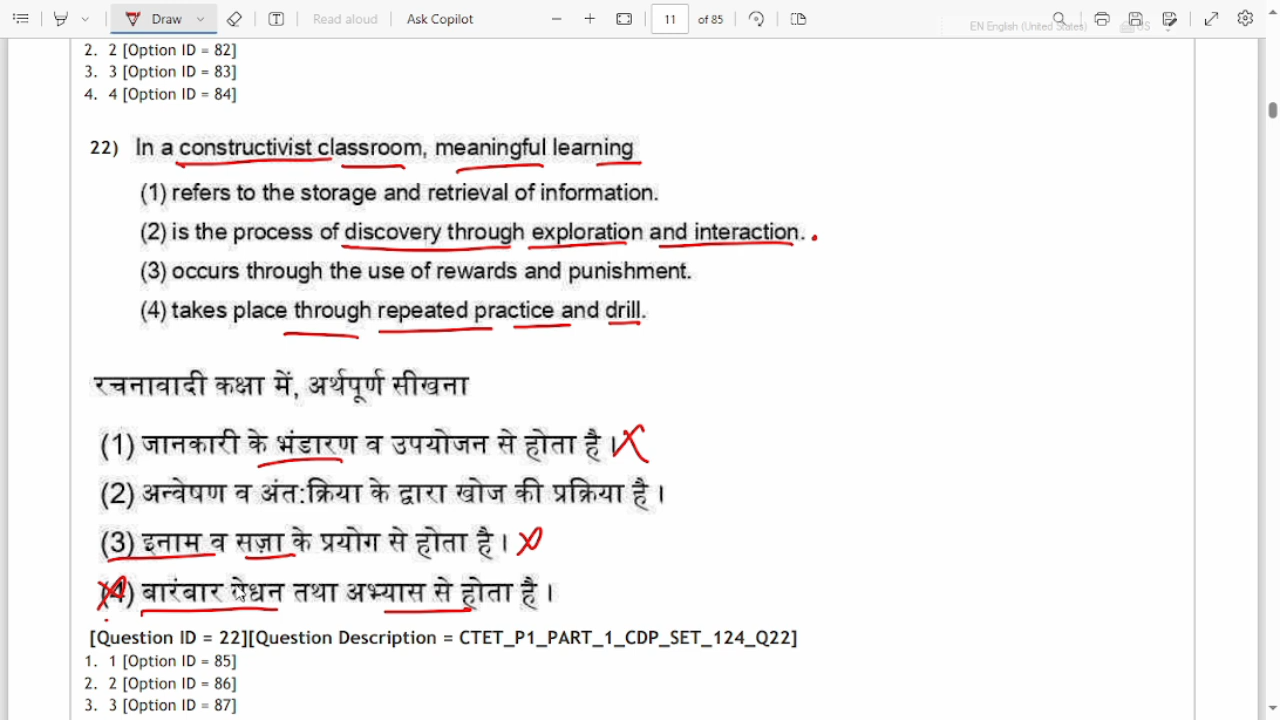 Draw
Read aloud
Ask Copilot
11 of 85
EN English (United States)
US
2. 2 [Option ID = 82]
3. 3 [Option ID = 83]
4. 4 [Option ID = 84]
22) In a constructivist classroom, meaningful learning
(1) refers to the storage and retrieval of information.
(2) is the process of discovery through exploration and interaction.
(3) occurs through the use of rewards and punishment.
(4) takes place through repeated practice and drill.
रचनावादी कक्षा में, अर्थपूर्ण सीखना
(1) जानकारी के भंडारण व उपयोजन से होता है।
(2) अन्वेषण व अंत:क्रिया के द्वारा खोज की प्रक्रिया है।
(3) इनाम व सज़ा के प्रयोग से होता है।
(4) बारंबार वेधन तथा अभ्यास से होता है।
[Question ID = 22][Question Description = CTET_P1_PART_1_CDP_SET_124_Q22]
1. 1 [Option ID = 85]
2. 2 [Option ID = 86]
3. 3 [Option ID = 87]